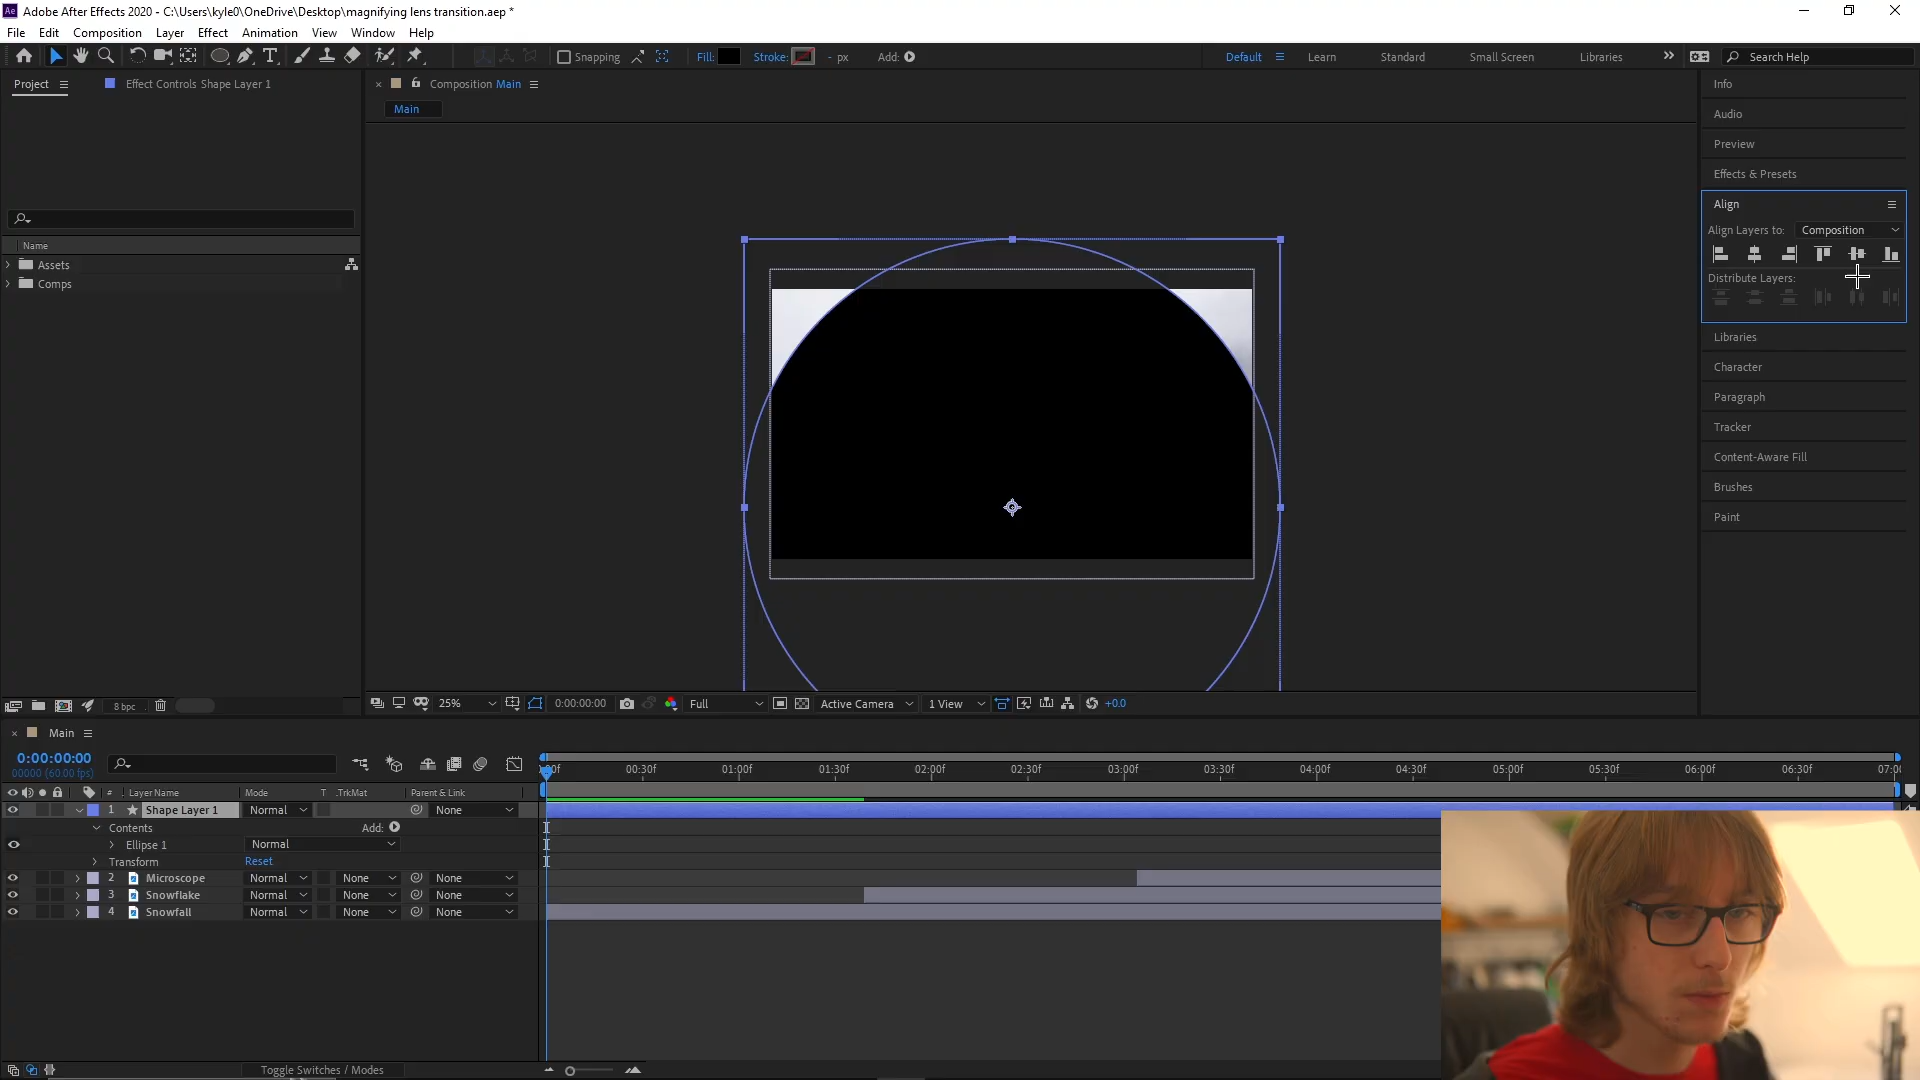 Ae Adobe After Effects 2020 - C:\Users\kyle0\OneDrive\Desktop\magnifying lens transition.aep *
File Edit Composition Layer Effect Animation View Window Help
Snapping Fill: Stroke: - px Add: Default Learn Standard Small Screen Libraries Search Help
Project Effect Controls Shape Layer 1
Composition Main
Main
Name
Assets
Comps
Info
Audio
Preview
Effects & Presets
Align
Align Layers to: Composition
Distribute Layers:
Libraries
Character
Paragraph
Tracker
Content-Aware Fill
Brushes
Paint
8 bpc
25% 0:00:00:00 Full Active Camera 1 View +0.0
Main
0:00:00:00
00000 (60.00 fps)
00:30f 01:00f 01:30f 02:00f 02:30f 03:00f 03:30f 04:00f 04:30f 05:00f 05:30f 06:00f 06:30f
# Layer Name Mode T .TrkMat Parent & Link
1 Shape Layer 1 Normal None
Contents Add:
Ellipse 1 Normal
Transform Reset
2 Microscope Normal None None
3 Snowflake Normal None None
4 Snowfall Normal None None
Toggle Switches / Modes